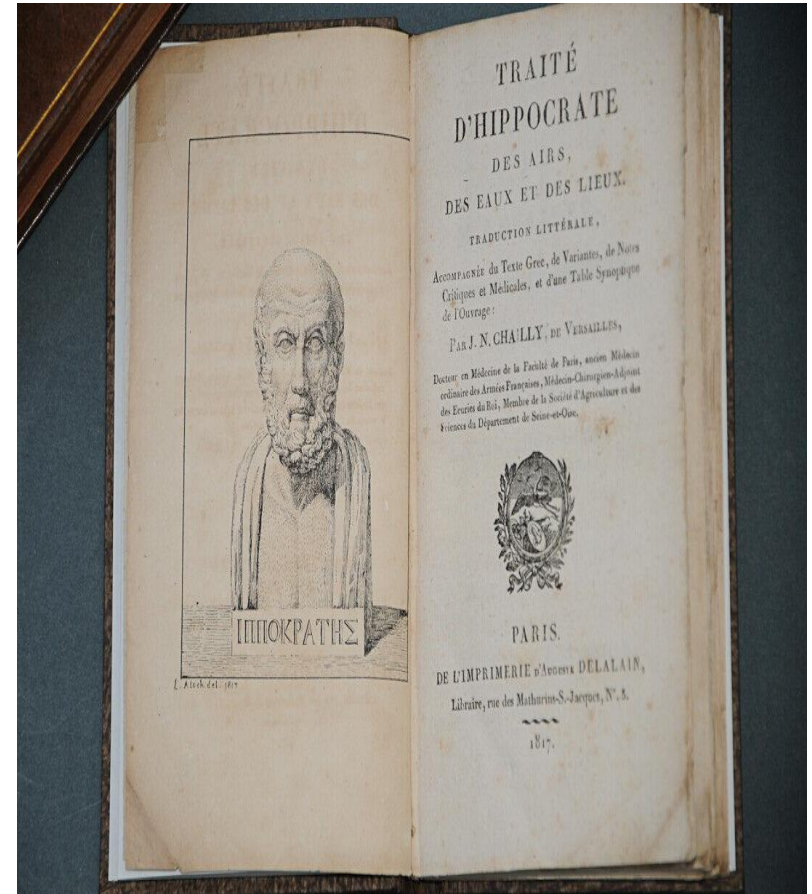 ΙΠΠΟΚΡΑΤΗΣ
del. 1817
TRAITÉ
D'HIPPOCRATE
DES AIRS,
DES EAUX ET DES LIEUX.
TRADUCTION LITTÉRALE,
Accompagnée du Texte Grec, de Variantes, de Notes
Critiques et Médicales, et d'une Table Synoptique
de l'Ouvrage :
Par J. N. CHAILLY, de Versailles,
Docteur en Médecine de la Faculté de Paris, ancien Médecin
ordinaire des Armées Françaises, Médecin-Chirurgien-Adjoint
des Ecuries du Roi, Membre de la Société d'Agriculture et des
Sciences du Département de Seine-et-Oise.
PARIS.
DE L'IMPRIMERIE d'Auguste DELALAIN,
Libraire, rue des Mathurins-S.-Jacques, N°. 5.
1817.